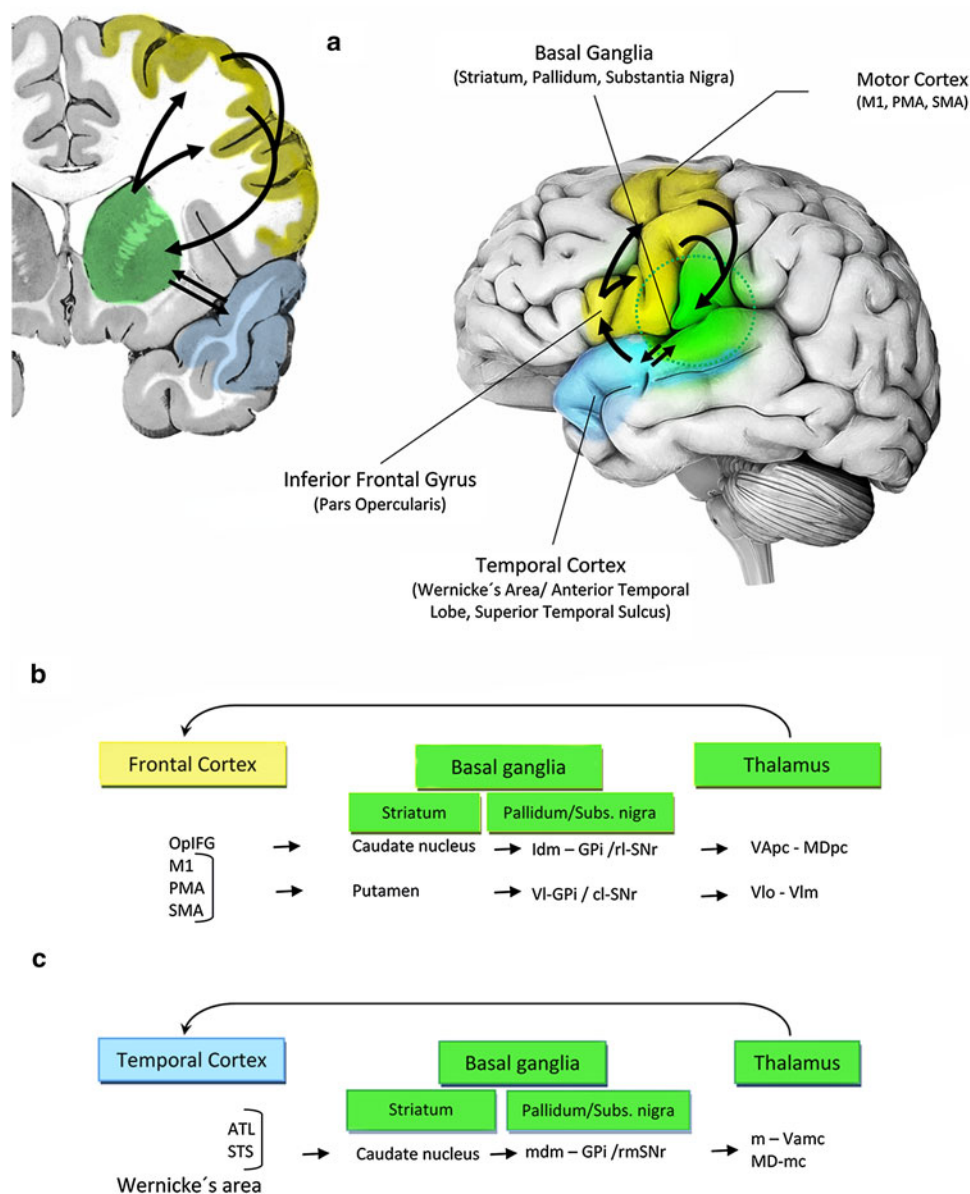 a
Basal Ganglia
(Striatum, Pallidum, Substantia Nigra)
Motor Cortex
(M1, PMA, SMA)
Inferior Frontal Gyrus
(Pars Opercularis)
Temporal Cortex
(Wernicke´s Area/ Anterior Temporal
Lobe, Superior Temporal Sulcus)
b
Frontal Cortex
Basal ganglia
Thalamus
Striatum
Pallidum/Subs. nigra
OpIFG
Caudate nucleus
Idm – GPi /rl-SNr
VApc - MDpc
M1
PMA
SMA
Putamen
Vl-GPi / cl-SNr
Vlo - Vlm
c
Temporal Cortex
Basal ganglia
Thalamus
Striatum
Pallidum/Subs. nigra
ATL
STS
Wernicke´s area
Caudate nucleus
mdm – GPi /rmSNr
m – Vamc
MD-mc